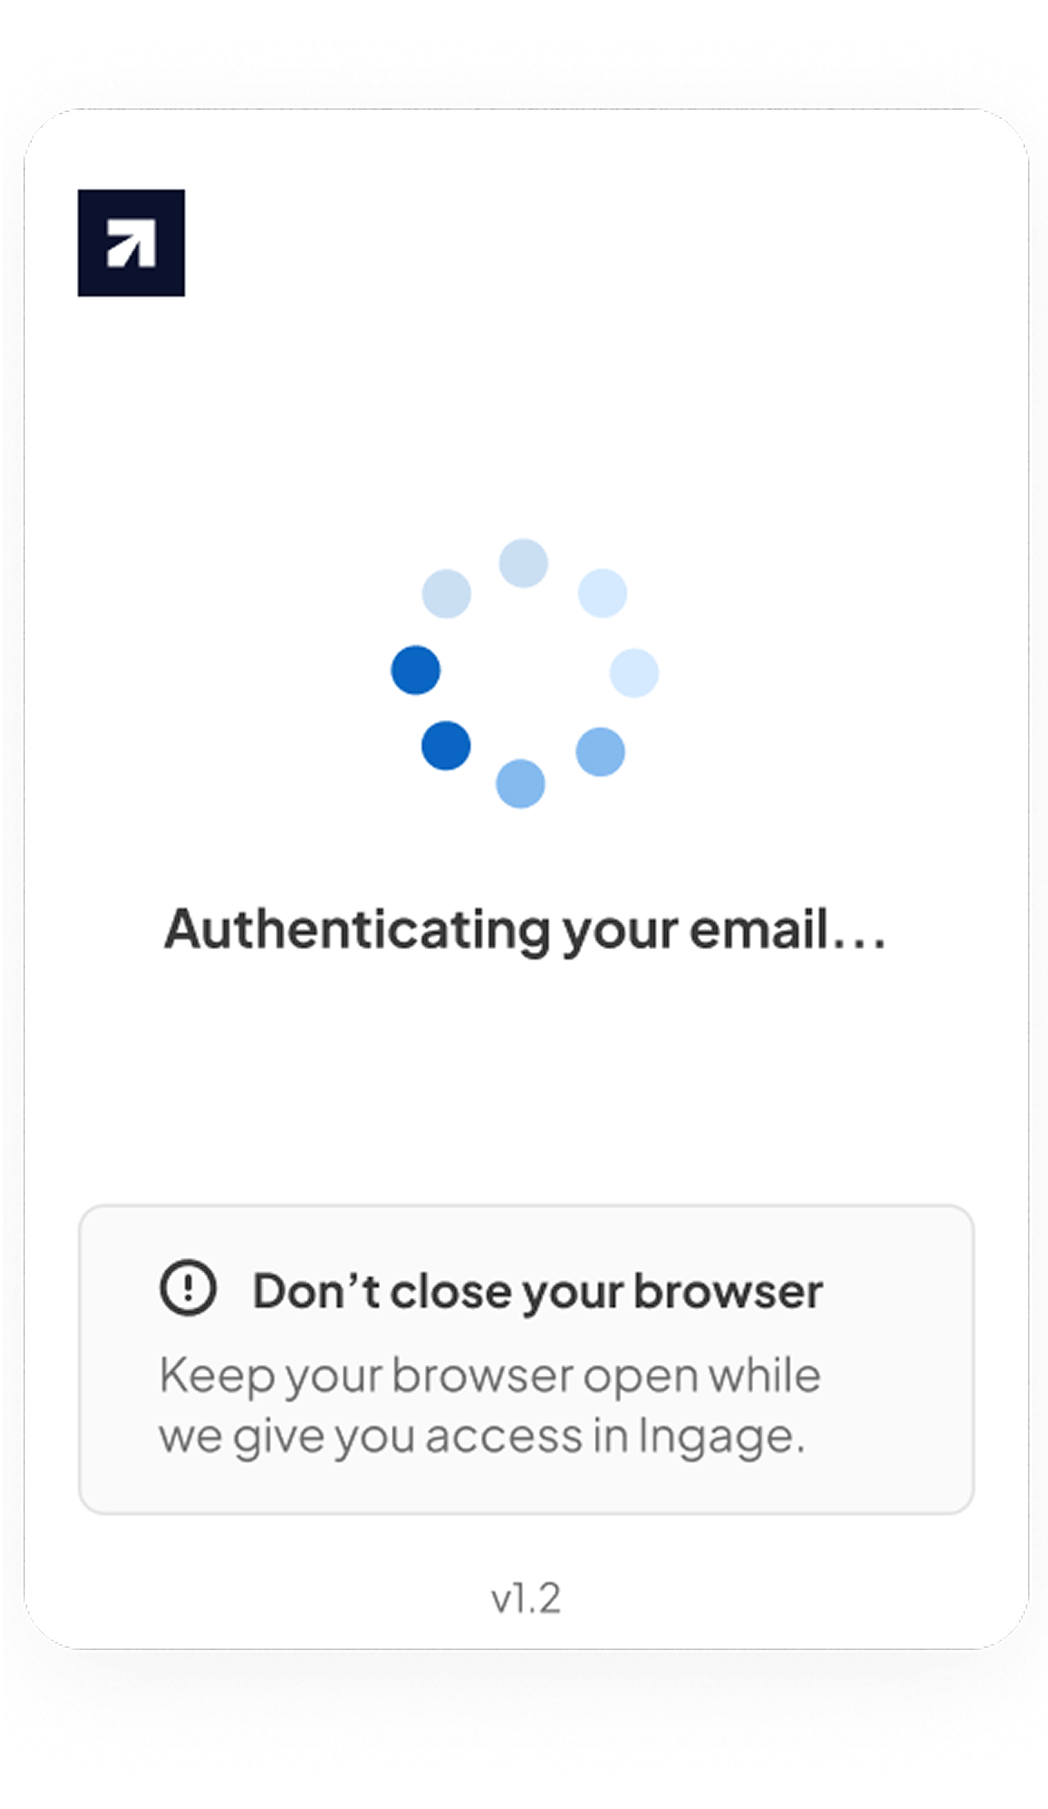 Authenticating your email...
Don’t close your browser
Keep your browser open while
we give you access in Ingage.
v1.2